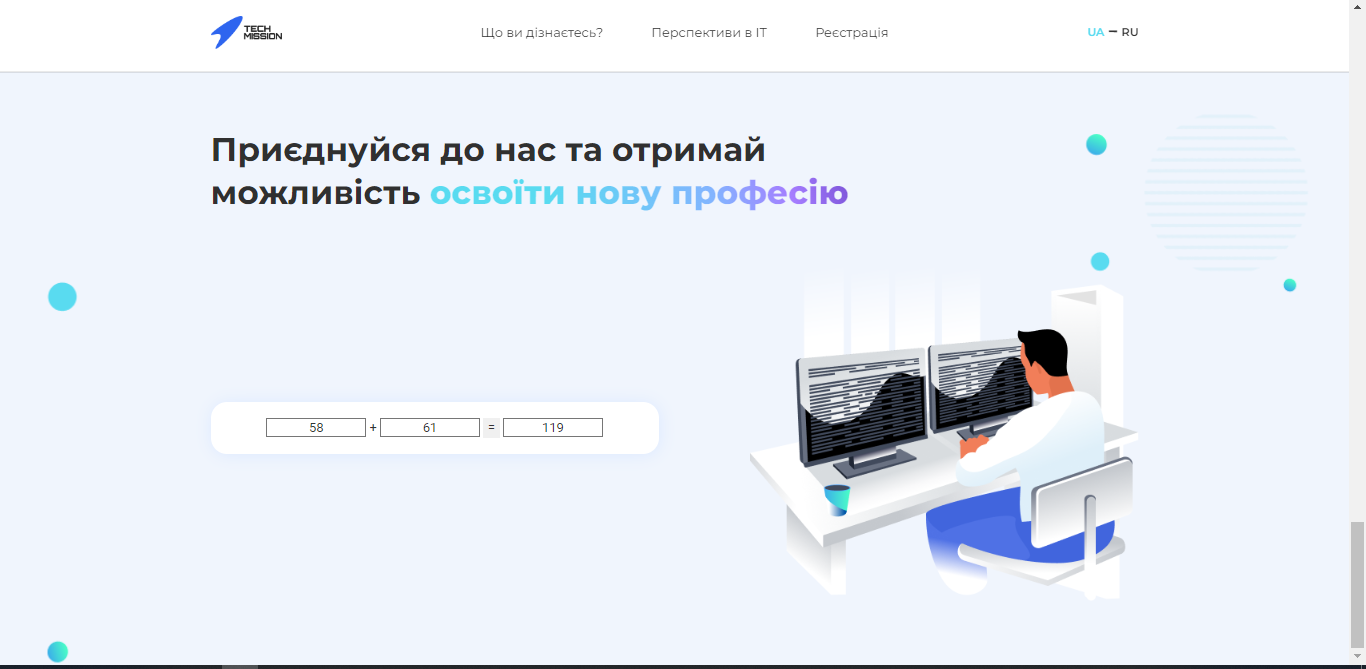 TECH
MISSION
Що ви дізнаєтесь? Перспективи в IT Реєстрація UA — RU
Приєднуйся до нас та отримай
можливість освоїти нову професію
58 + 61 = 119